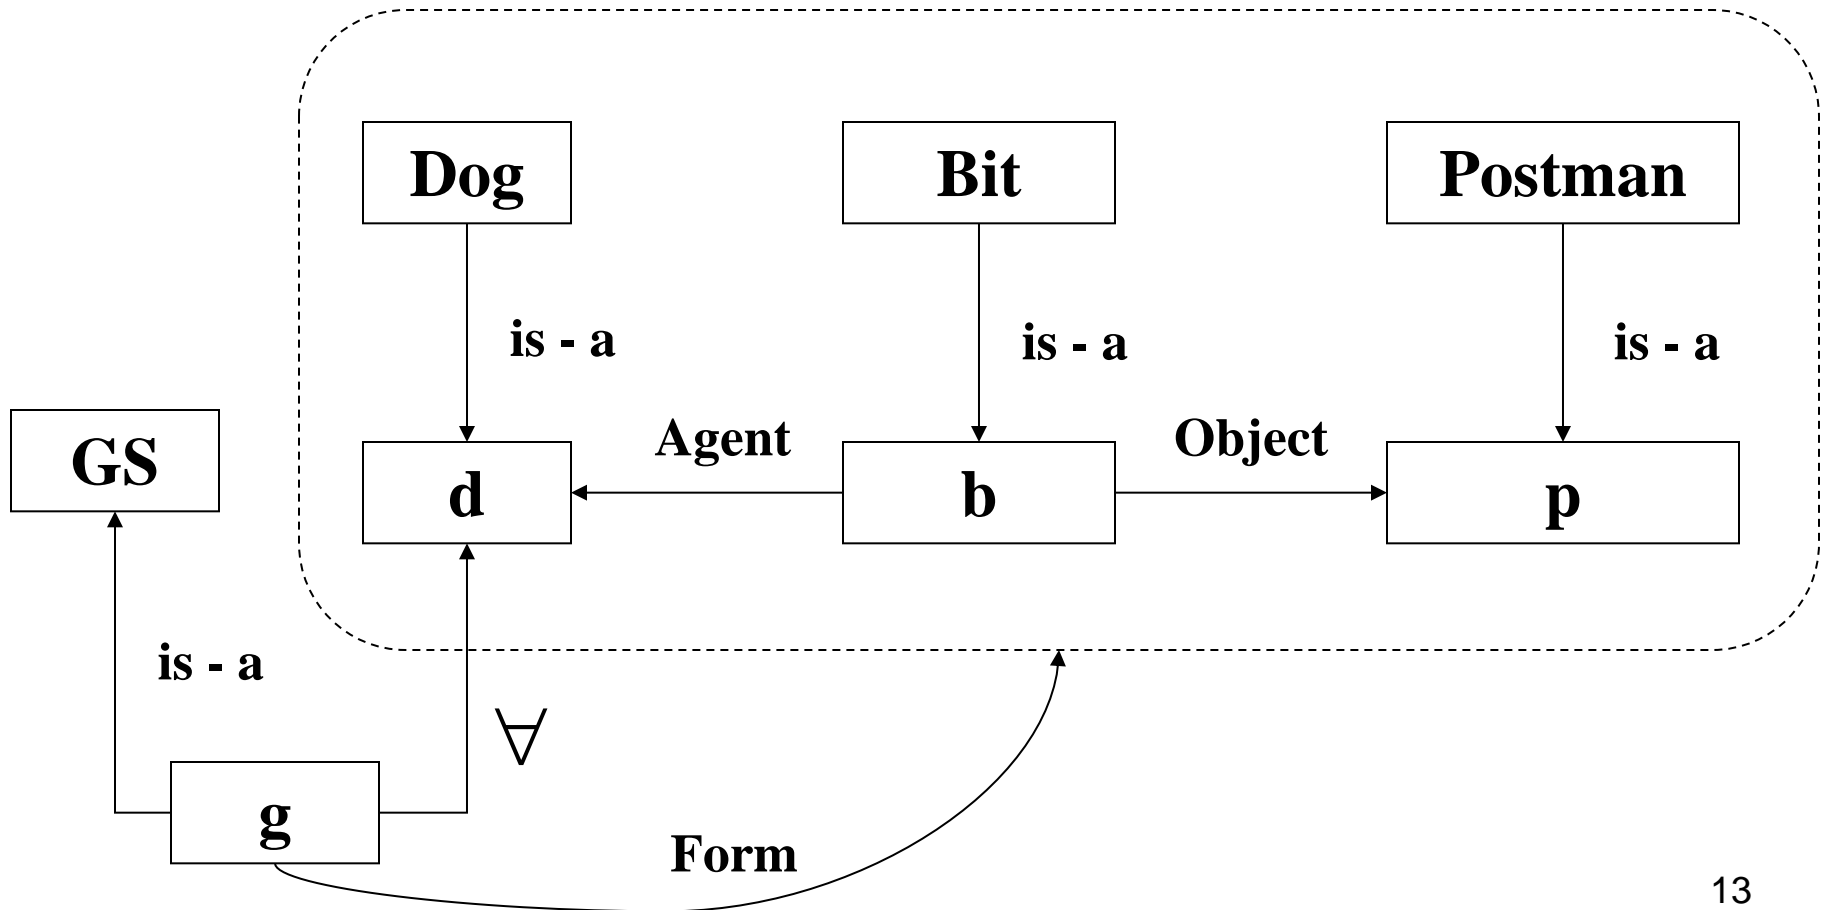 Dog
Bit
Postman
is - a
is - a
is - a
Agent
Object
GS
d
b
p
is - a
∀
g
Form
13